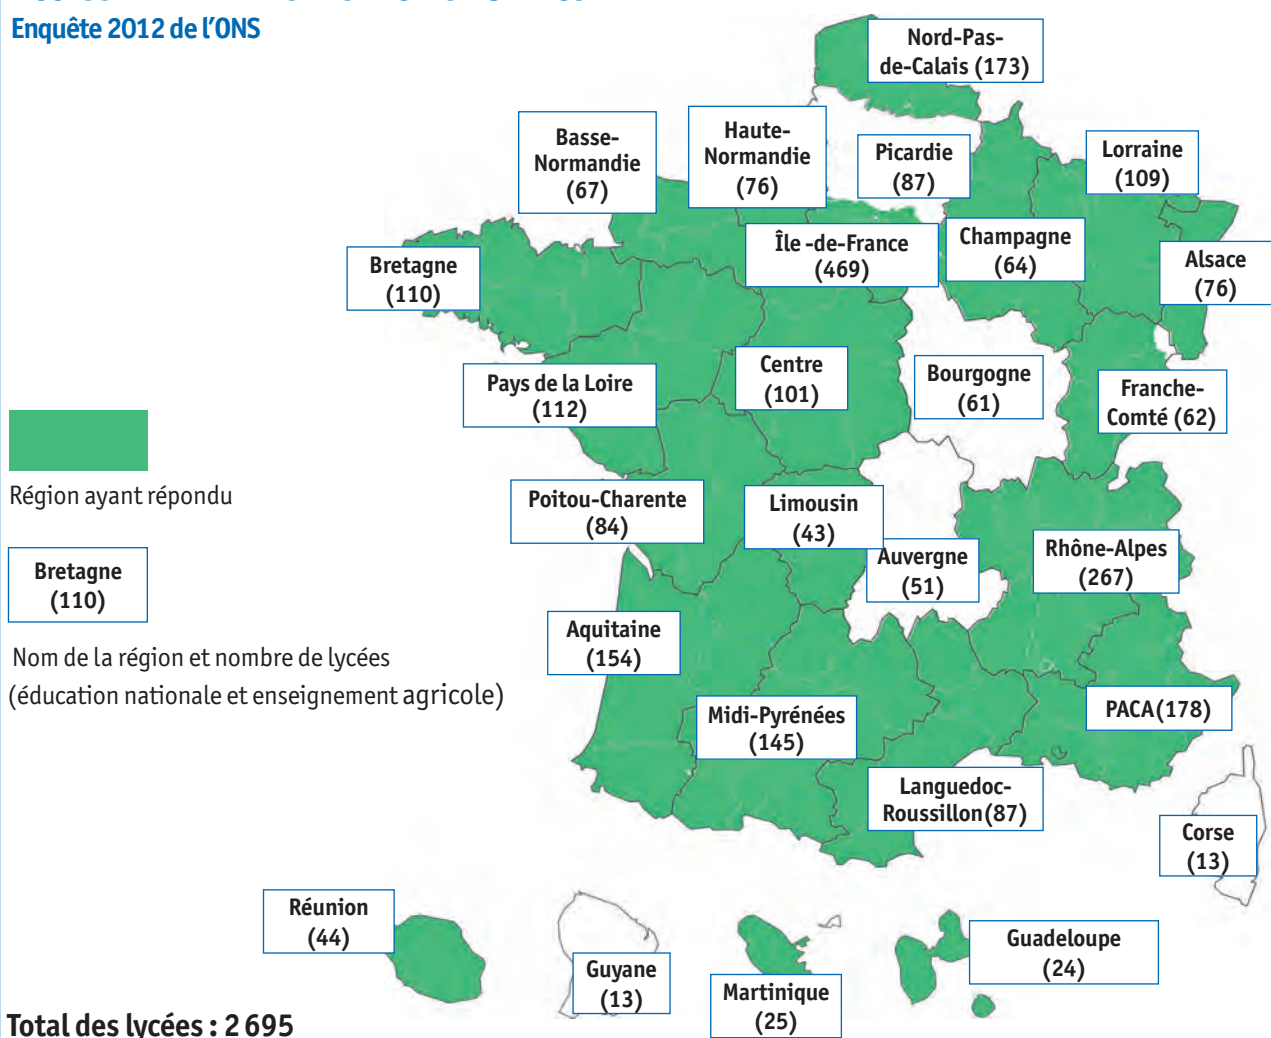 Enquête 2012 de l'ONS
Nord-Pas-
de-Calais (173)
Basse-
Normandie
(67)
Haute-
Normandie
(76)
Picardie
(87)
Lorraine
(109)
Bretagne
(110)
Île -de-France
(469)
Champagne
(64)
Alsace
(76)
Pays de la Loire
(112)
Centre
(101)
Bourgogne
(61)
Franche-
Comté (62)
Région ayant répondu
Poitou-Charente
(84)
Limousin
(43)
Auvergne
(51)
Rhône-Alpes
(267)
Bretagne
(110)
Aquitaine
(154)
Nom de la région et nombre de lycées
(éducation nationale et enseignement agricole)
Midi-Pyrénées
(145)
PACA (178)
Languedoc-
Roussillon (87)
Corse
(13)
Réunion
(44)
Guyane
(13)
Martinique
(25)
Guadeloupe
(24)
Total des lycées : 2 695